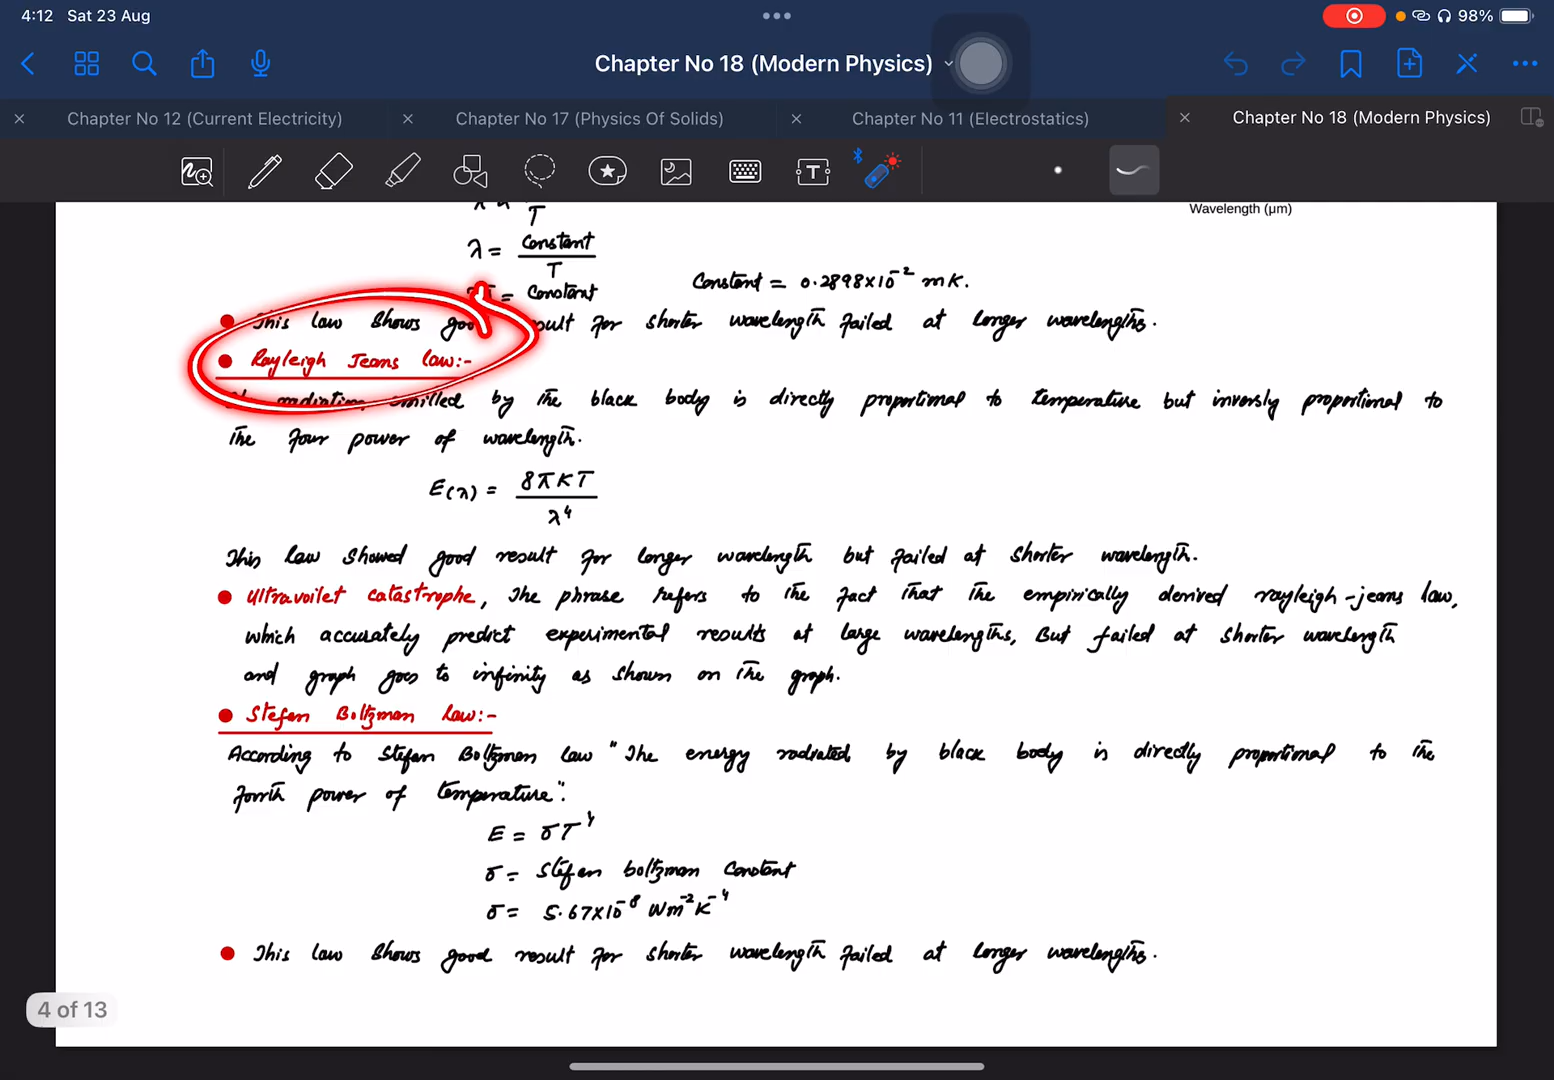 4:12 Sat 23 Aug
98%
Chapter No 18 (Modern Physics)
Chapter No 12 (Current Electricity)
Chapter No 17 (Physics Of Solids)
Chapter No 11 (Electrostatics)
Chapter No 18 (Modern Physics)
T
Wavelength (μm)
λ = Constant / T
= Constant
Constant = 0.2898×10⁻² mK.
This law shows good result for shorter wavelength failed at longer wavelengths.
Rayleigh Jeans law:-
radiation emitted by the black body is directly proportional to temperature but inversly proportional to
the four power of wavelength.
E(λ) = 8πKT / λ⁴
This law showed good result for longer wavelength but failed at shorter wavelength.
Ultravoilet catastrophe, The phrase refers to the fact that the empirically derived rayleigh-jeans law,
which accurately predict experimental results at large wavelengths, But failed at shorter wavelength
and graph goes to infinity as shown on the graph.
Stefen Boltzman law:-
According to Stefen Boltzman law "The energy radiated by black body is directly proportional to the
forth power of temperature".
E = σT⁴
σ = Stefen boltzman Constant
σ = 5.67×10⁻⁸ Wm⁻²K⁻⁴
This law shows good result for shorter wavelength failed at longer wavelengths.
4 of 13